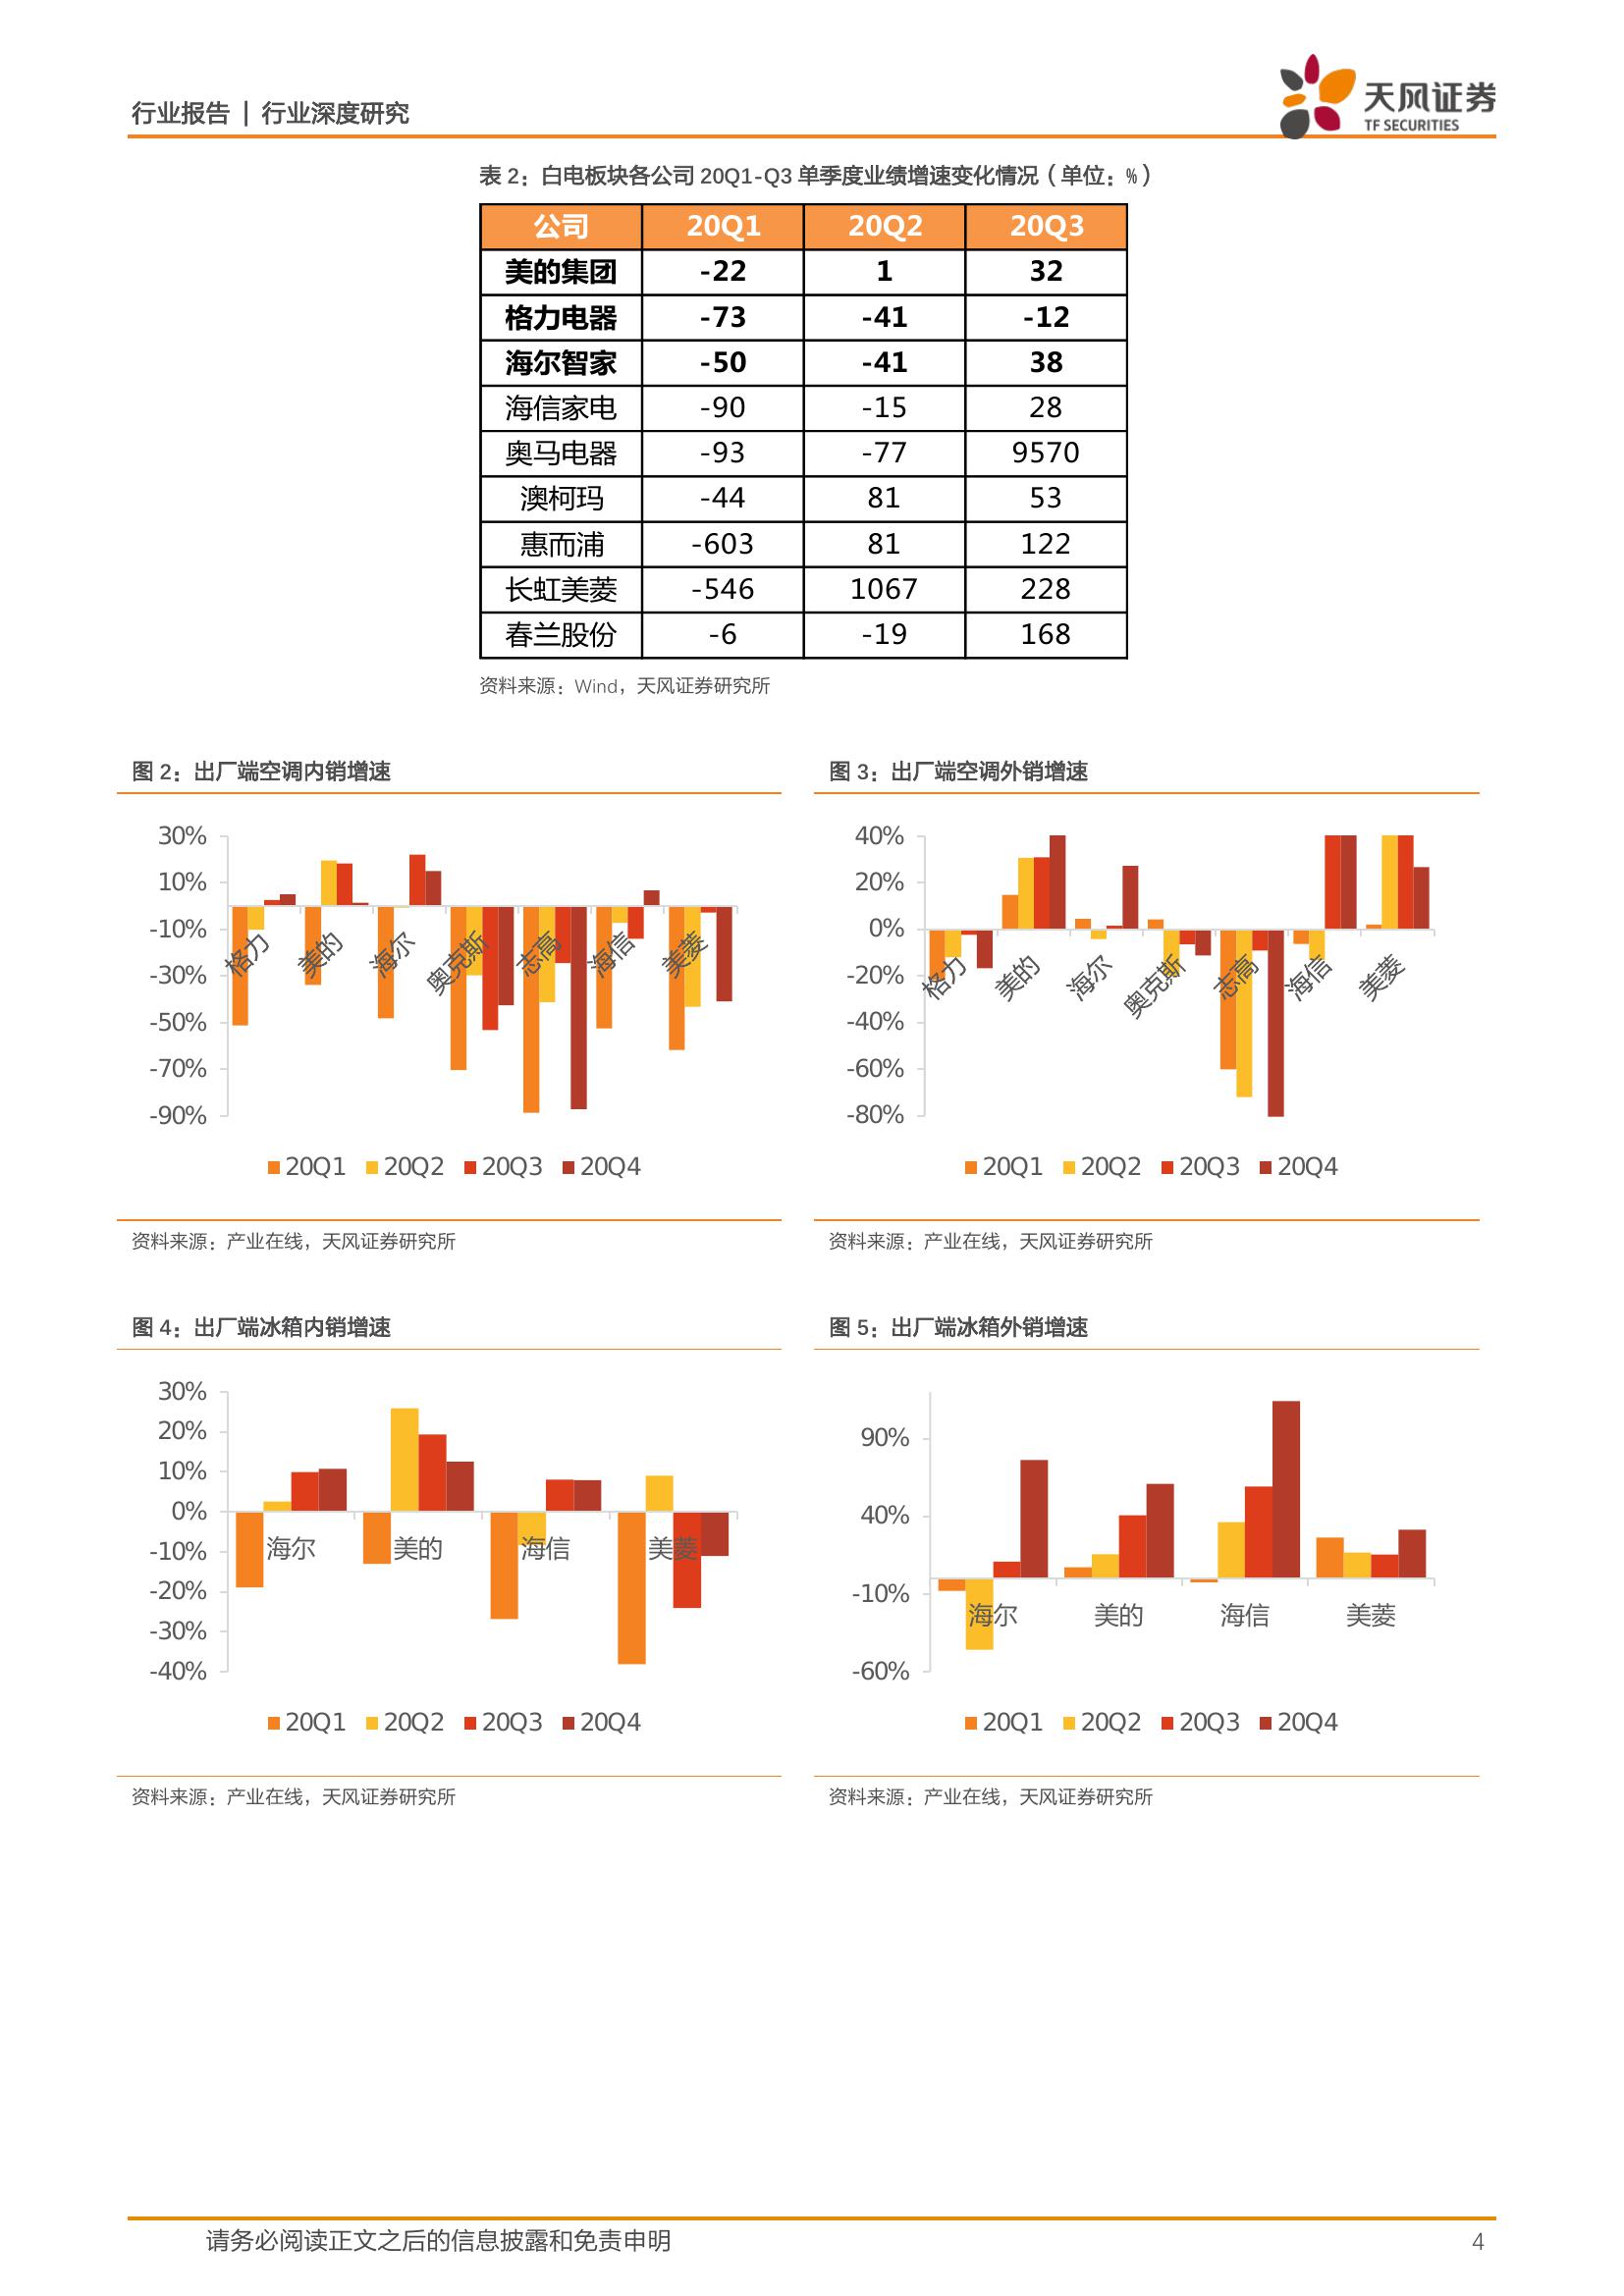 行业报告 | 行业深度研究
天风证券
TF SECURITIES
表 2：白电板块各公司 20Q1-Q3 单季度业绩增速变化情况（单位：%）
公司 20Q1 20Q2 20Q3
美的集团 -22 1 32
格力电器 -73 -41 -12
海尔智家 -50 -41 38
海信家电 -90 -15 28
奥马电器 -93 -77 9570
澳柯玛 -44 81 53
惠而浦 -603 81 122
长虹美菱 -546 1067 228
春兰股份 -6 -19 168
资料来源：Wind，天风证券研究所
图 2：出厂端空调内销增速
30%
10%
-10%
-30%
-50%
-70%
-90%
格力 美的 海尔 奥克斯 志高 海信 美菱
20Q1 20Q2 20Q3 20Q4
资料来源：产业在线，天风证券研究所
图 3：出厂端空调外销增速
40%
20%
0%
-20%
-40%
-60%
-80%
格力 美的 海尔 奥克斯 志高 海信 美菱
20Q1 20Q2 20Q3 20Q4
资料来源：产业在线，天风证券研究所
图 4：出厂端冰箱内销增速
30%
20%
10%
0%
-10%
-20%
-30%
-40%
海尔 美的 海信 美菱
20Q1 20Q2 20Q3 20Q4
资料来源：产业在线，天风证券研究所
图 5：出厂端冰箱外销增速
90%
40%
-10%
-60%
海尔 美的 海信 美菱
20Q1 20Q2 20Q3 20Q4
资料来源：产业在线，天风证券研究所
请务必阅读正文之后的信息披露和免责申明 4